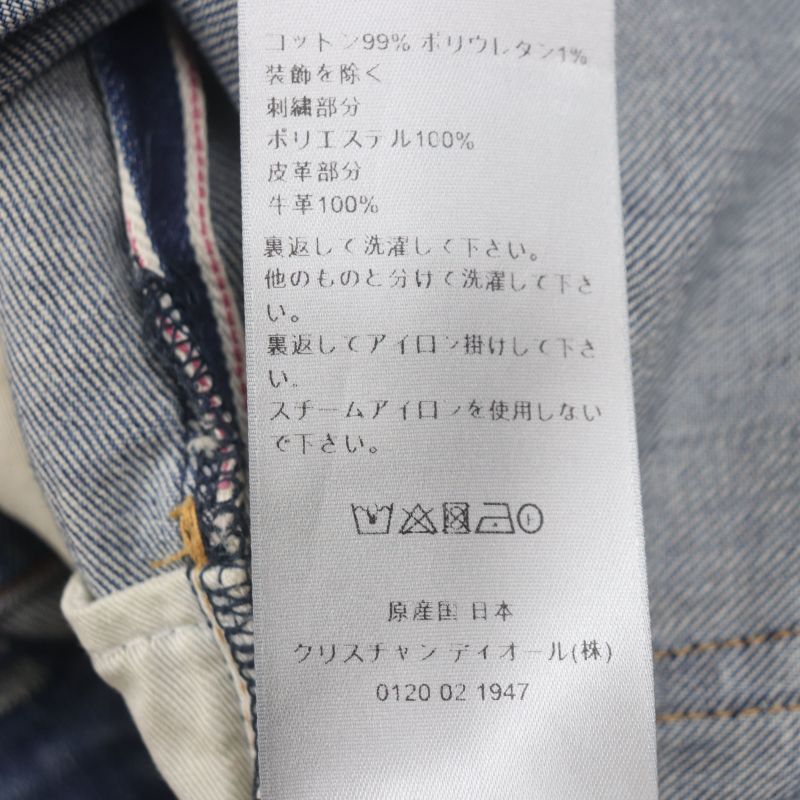 コットン99% ポリウレタン1%
装飾を除く
刺繍部分
ポリエステル100%
皮革部分
牛革100%
裏返して洗濯して下さい。
他のものと分けて洗濯して下さ
い。
裏返してアイロン掛けして下さ
い。
スチームアイロンを使用しない
で下さい。
原産国 日本
クリスチャン ディオール(株)
0120 02 1947